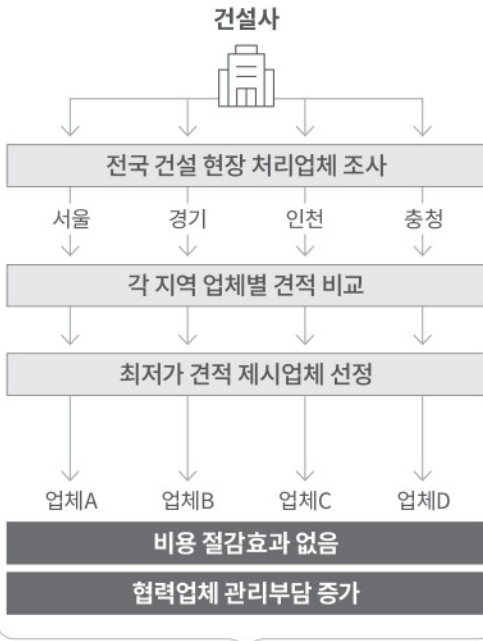 건설사
전국 건설 현장 처리업체 조사
서울 경기 인천 충청
각 지역 업체별 견적 비교
최저가 견적 제시업체 선정
업체A 업체B 업체C 업체D
비용 절감효과 없음
협력업체 관리부담 증가